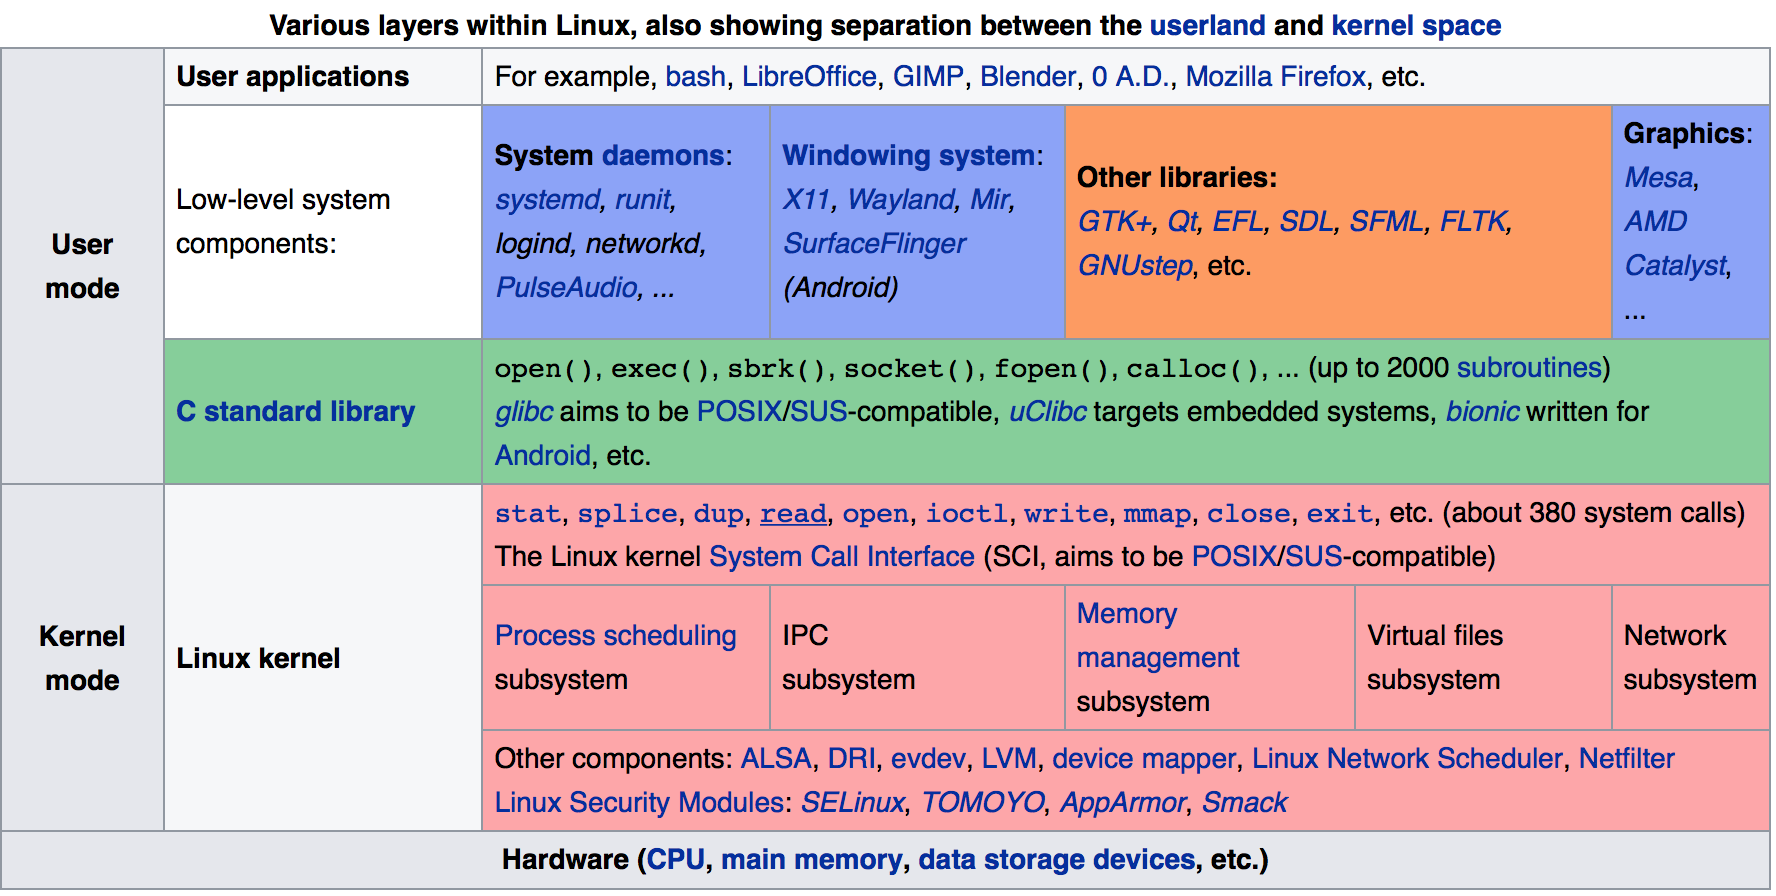 Various layers within Linux, also showing separation between the userland and kernel space
User mode
User applications
For example, bash, LibreOffice, GIMP, Blender, 0 A.D., Mozilla Firefox, etc.
Low-level system
components:
System daemons:
systemd, runit,
logind, networkd,
PulseAudio, ...
Windowing system:
X11, Wayland, Mir,
SurfaceFlinger
(Android)
Other libraries:
GTK+, Qt, EFL, SDL, SFML, FLTK,
GNUstep, etc.
Graphics:
Mesa,
AMD
Catalyst,
...
C standard library
open(), exec(), sbrk(), socket(), fopen(), calloc(), ... (up to 2000 subroutines)
glibc aims to be POSIX/SUS-compatible, uClibc targets embedded systems, bionic written for
Android, etc.
Kernel
mode
Linux kernel
stat, splice, dup, read, open, ioctl, write, mmap, close, exit, etc. (about 380 system calls)
The Linux kernel System Call Interface (SCI, aims to be POSIX/SUS-compatible)
Process scheduling
subsystem
IPC
subsystem
Memory
management
subsystem
Virtual files
subsystem
Network
subsystem
Other components: ALSA, DRI, evdev, LVM, device mapper, Linux Network Scheduler, Netfilter
Linux Security Modules: SELinux, TOMOYO, AppArmor, Smack
Hardware (CPU, main memory, data storage devices, etc.)